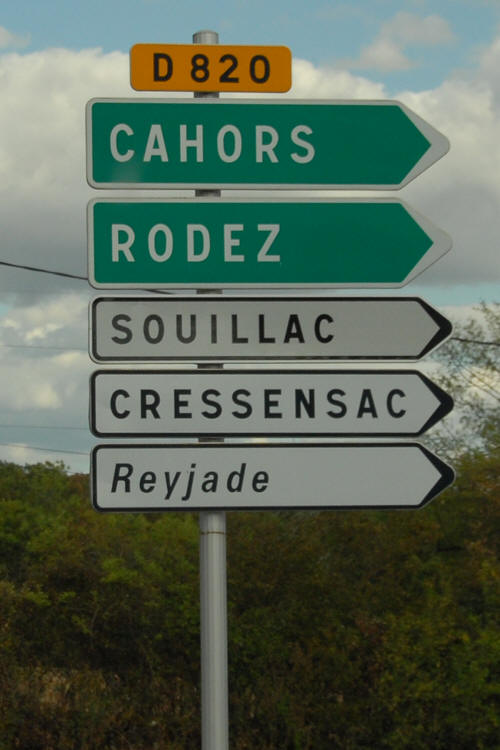 D 820
CAHORS
RODEZ
SOUILLAC
CRESSENSAC
Reyjade